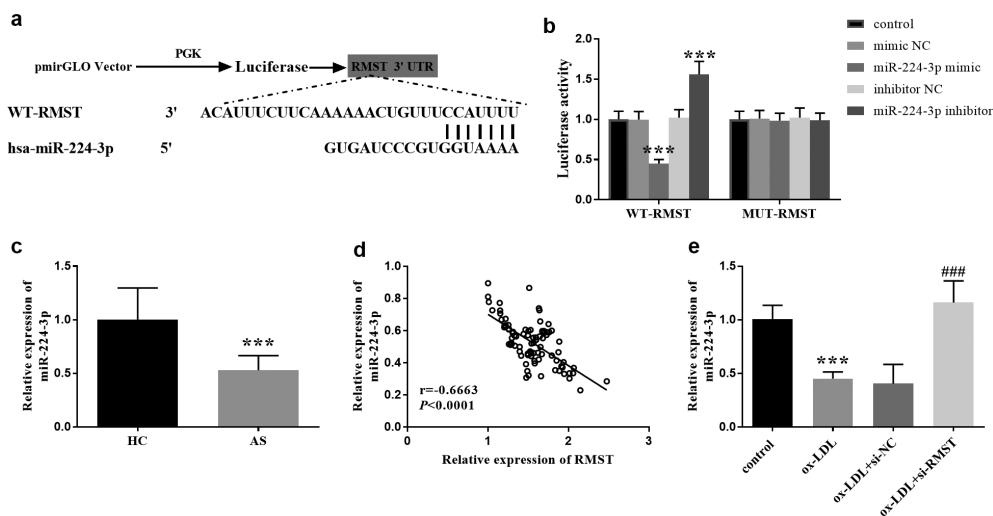 a
PGK
pmirGLO Vector Luciferase RMST 3' UTR
WT-RMST 3' ACAUUUCUUCAAAAAACUGUUUCCAUUUU
hsa-miR-224-3p 5' GUGAUCCCGUGGUAAAA
b
Luciferase activity
2.0
1.5
1.0
0.5
0.0
***
***
WT-RMST MUT-RMST
control
mimic NC
miR-224-3p mimic
inhibitor NC
miR-224-3p inhibitor
c
Relative expression of
miR-224-3p
1.5
1.0
0.5
0.0
***
HC AS
d
Relative expression of
miR-224-3p
1.0
0.8
0.6
0.4
0.2
0.0
r=-0.6663
P<0.0001
0 1 2 3
Relative expression of RMST
e
Relative expression of
miR-224-3p
1.5
1.0
0.5
0.0
***
###
control
ox-LDL
ox-LDL+si-NC
ox-LDL+si-RMST